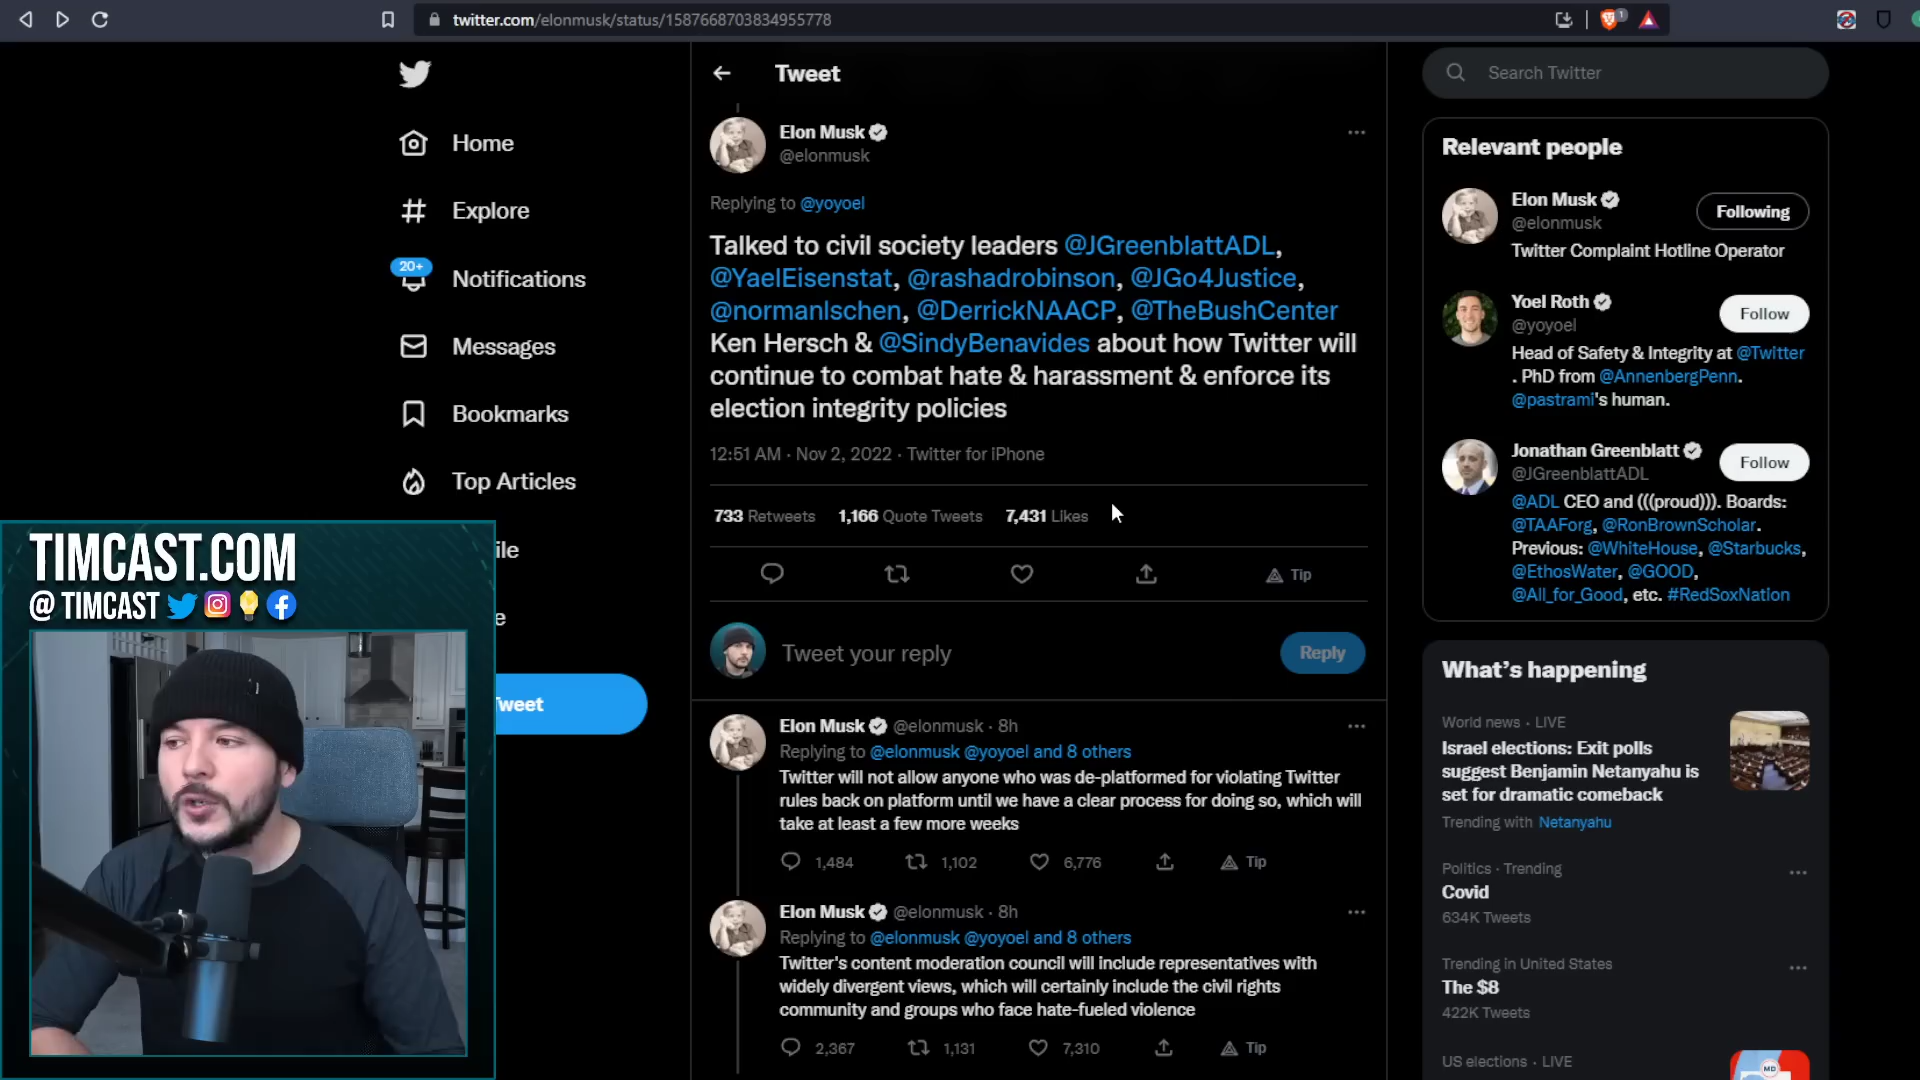 twitter.com/elonmusk/status/1587668703834955778
1
Home
Explore
20+
Notifications
Messages
Bookmarks
Top Articles
ile
e
Tweet
TIMCAST.COM
@ TIMCAST
Tweet
Elon Musk
@elonmusk
Replying to @yoyoel
Talked to civil society leaders @JGreenblattADL,
@YaelEisenstat, @rashadrobinson, @JGo4Justice,
@normanlschen, @DerrickNAACP, @TheBushCenter
Ken Hersch & @SindyBenavides about how Twitter will
continue to combat hate & harassment & enforce its
election integrity policies
12:51 AM · Nov 2, 2022 · Twitter for iPhone
733 Retweets 1,166 Quote Tweets 7,431 Likes
Tip
Tweet your reply
Reply
Elon Musk @elonmusk · 8h
Replying to @elonmusk @yoyoel and 8 others
Twitter will not allow anyone who was de-platformed for violating Twitter
rules back on platform until we have a clear process for doing so, which will
take at least a few more weeks
1,484 1,102 6,776 Tip
Elon Musk @elonmusk · 8h
Replying to @elonmusk @yoyoel and 8 others
Twitter's content moderation council will include representatives with
widely divergent views, which will certainly include the civil rights
community and groups who face hate-fueled violence
2,367 1,131 7,310 Tip
Search Twitter
Relevant people
Elon Musk
@elonmusk
Following
Twitter Complaint Hotline Operator
Yoel Roth
@yoyoel
Follow
Head of Safety & Integrity at @Twitter
. PhD from @AnnenbergPenn.
@pastrami's human.
Jonathan Greenblatt
@JGreenblattADL
Follow
@ADL CEO and (((proud))). Boards:
@TAAForg, @RonBrownScholar.
Previous: @WhiteHouse, @Starbucks,
@EthosWater, @GOOD,
@All_for_Good, etc. #RedSoxNation
What's happening
World news · LIVE
Israel elections: Exit polls
suggest Benjamin Netanyahu is
set for dramatic comeback
Trending with Netanyahu
Politics · Trending
Covid
634K Tweets
Trending in United States
The $8
422K Tweets
US elections · LIVE
MD